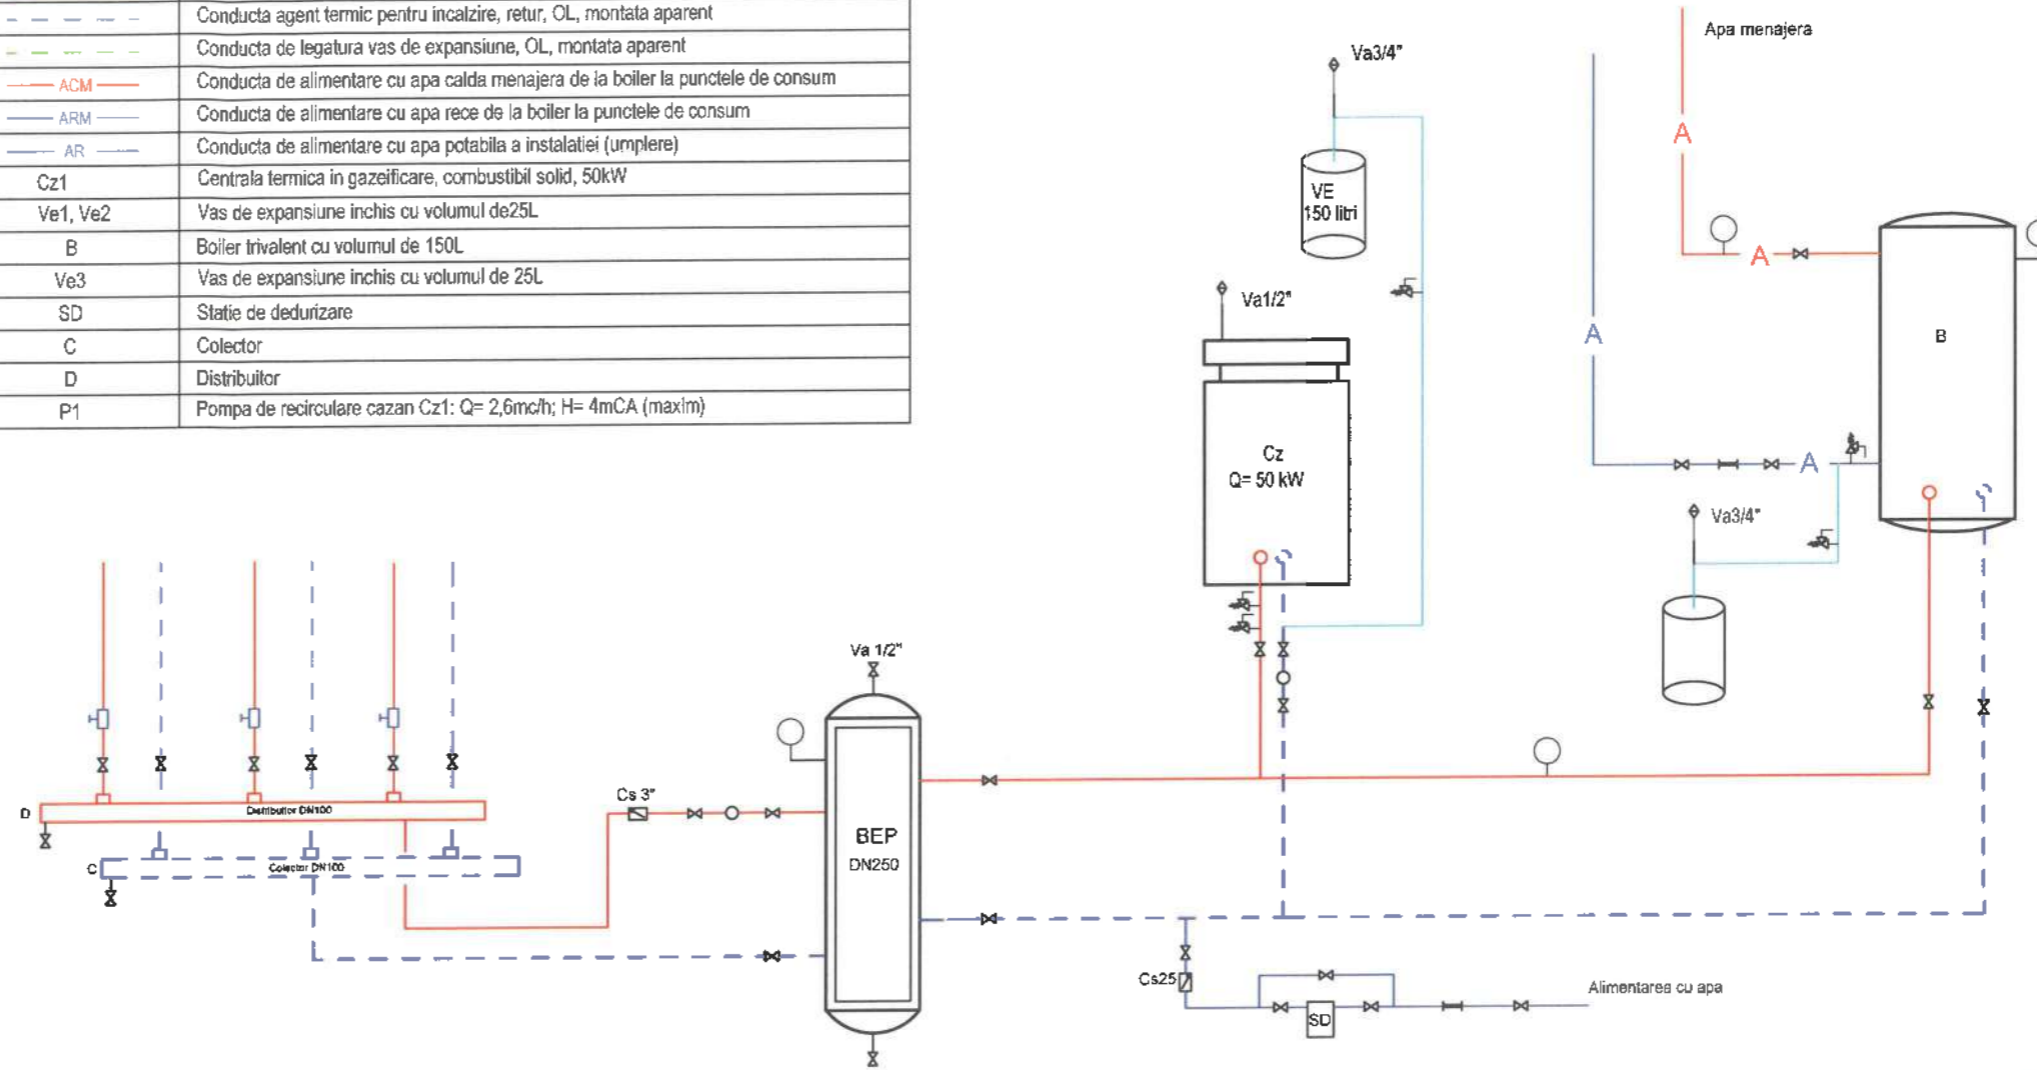 Conducta agent termic pentru incalzire, retur, OL, montata aparent
Conducta de legatura vas de expansiune, OL, montata aparent
ACM Conducta de alimentare cu apa calda menajera de la boiler la punctele de consum
ARM Conducta de alimentare cu apa rece de la boiler la punctele de consum
AR Conducta de alimentare cu apa potabila a instalatiei (umplere)
Cz1 Centrala termica in gazeificare, combustibil solid, 50kW
Ve1, Ve2 Vas de expansiune inchis cu volumul de25L
B Boiler trivalent cu volumul de 150L
Ve3 Vas de expansiune inchis cu volumul de 25L
SD Statie de dedurizare
C Colector
D Distribuitor
P1 Pompa de recirculare cazan Cz1: Q= 2,6mc/h; H= 4mCA (maxim)
Apa menajera
Va3/4"
A
VE
150 litri
A
Va1/2"
A
B
Cz
Q= 50 kW
A
Va3/4"
Va 1/2"
Cs 3"
D
Distribuitor DN100
BEP
DN250
C
Colector DN100
Cs25
Alimentarea cu apa
SD